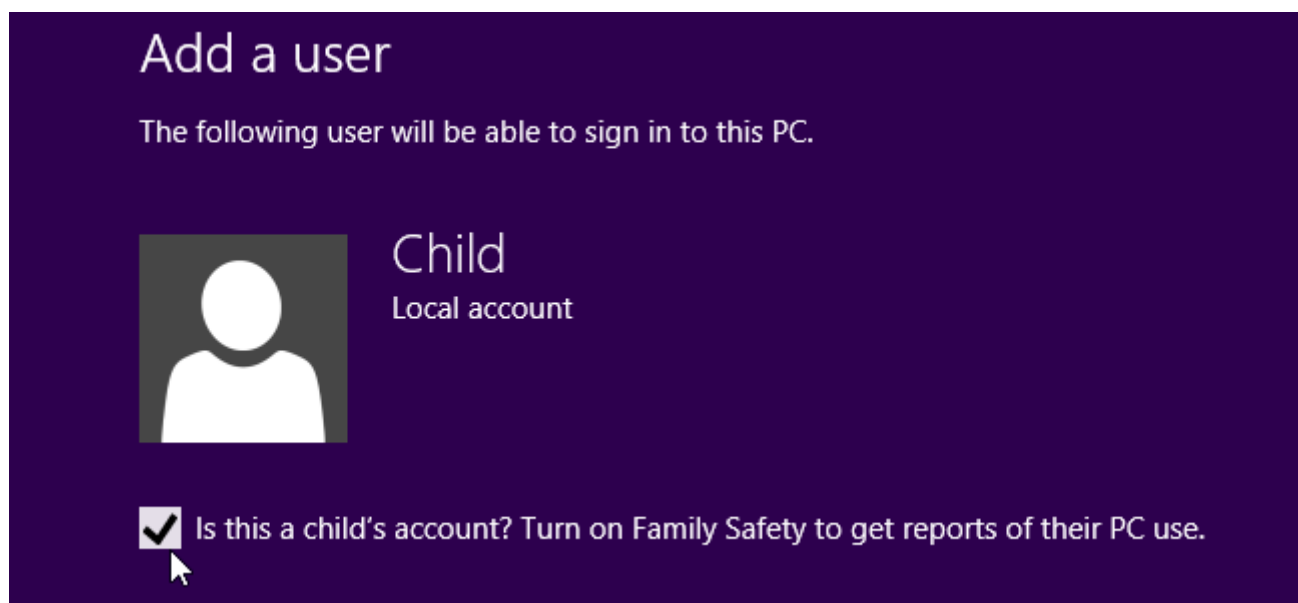 Add a user
The following user will be able to sign in to this PC.
Child
Local account
Is this a child's account? Turn on Family Safety to get reports of their PC use.